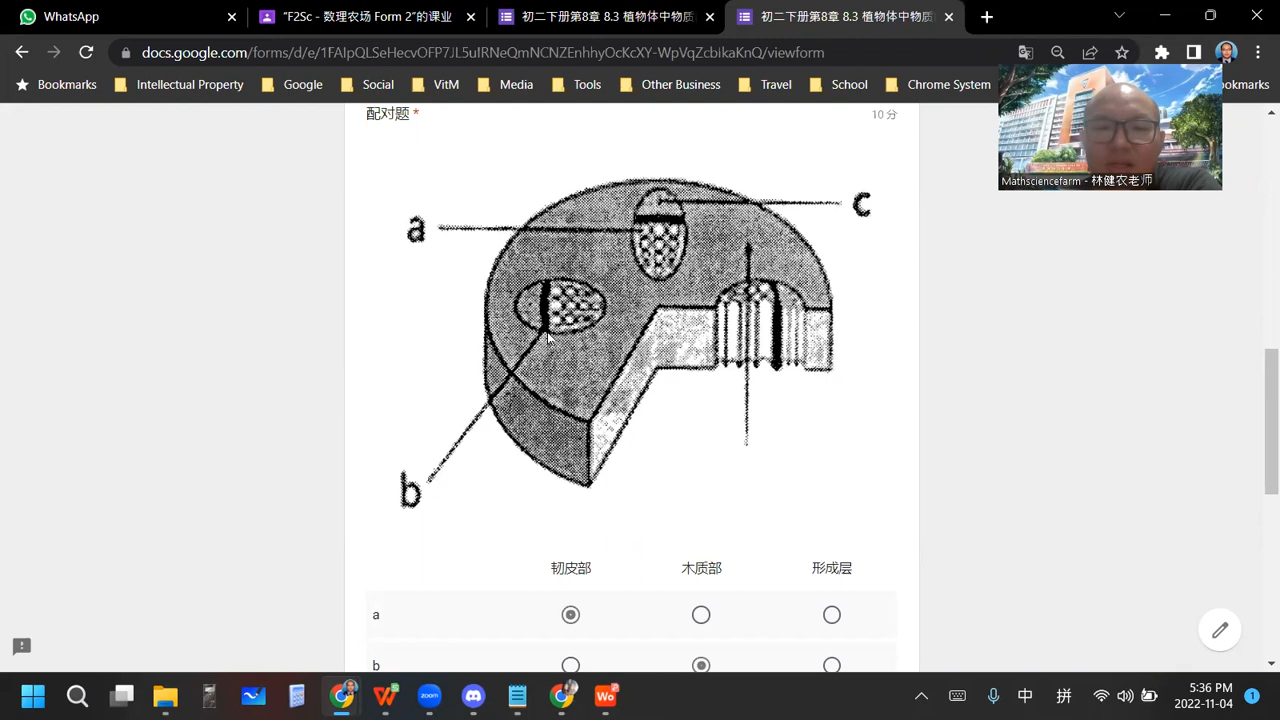 WhatsApp
“F2Sc - 数理农场 Form 2”的课业
初二下册第8章 8.3 植物体中物质
初二下册第8章 8.3 植物体中物质
docs.google.com/forms/d/e/1FAIpQLSeHecvOFP7JL5uIRNeQmNCNZEnhhyOcKcXY-WpVqZcbikaKnQ/viewform
Bookmarks
Intellectual Property
Google
Media
Tools
Other Business
Travel
School
Chrome System
Mathsciencefarm - 林健农老师
配对题 *
10 分
a
c
b
韧皮部 木质部 形成层
a
b
Wo
中
拼
5:36 PM
2022-11-04
1